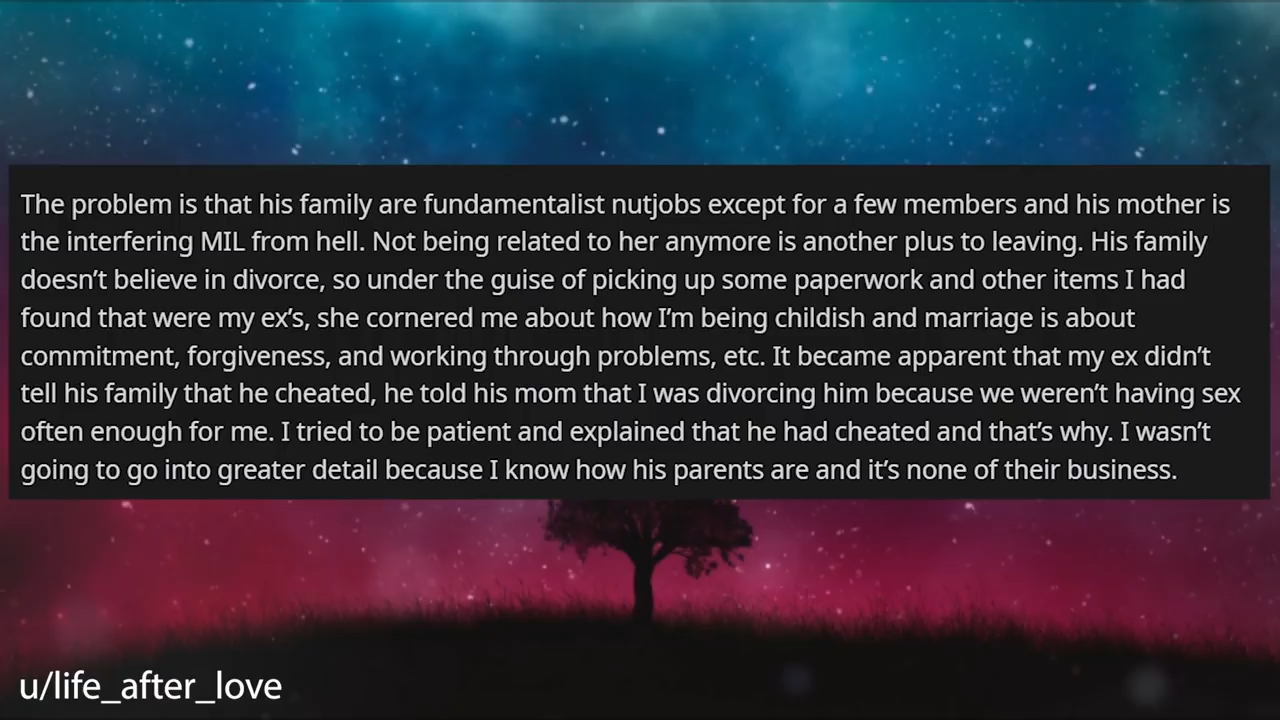 The problem is that his family are fundamentalist nutjobs except for a few members and his mother is
the interfering MIL from hell. Not being related to her anymore is another plus to leaving. His family
doesn’t believe in divorce, so under the guise of picking up some paperwork and other items I had
found that were my ex’s, she cornered me about how I’m being childish and marriage is about
commitment, forgiveness, and working through problems, etc. It became apparent that my ex didn’t
tell his family that he cheated, he told his mom that I was divorcing him because we weren’t having sex
often enough for me. I tried to be patient and explained that he had cheated and that’s why. I wasn’t
going to go into greater detail because I know how his parents are and it’s none of their business.
u/life_after_love